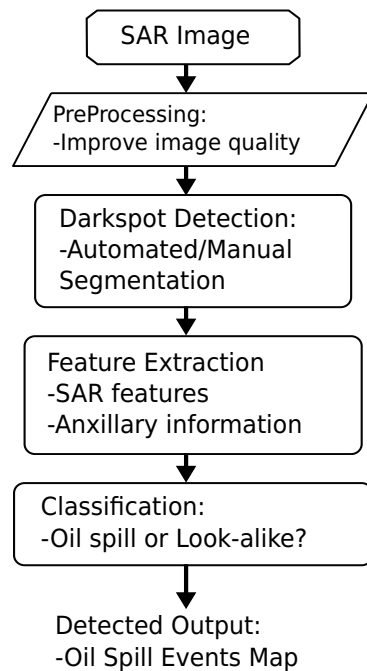 SAR Image
PreProcessing:
-Improve image quality
Darkspot Detection:
-Automated/Manual
Segmentation
Feature Extraction
-SAR features
-Anxillary information
Classification:
-Oil spill or Look-alike?
Detected Output:
-Oil Spill Events Map